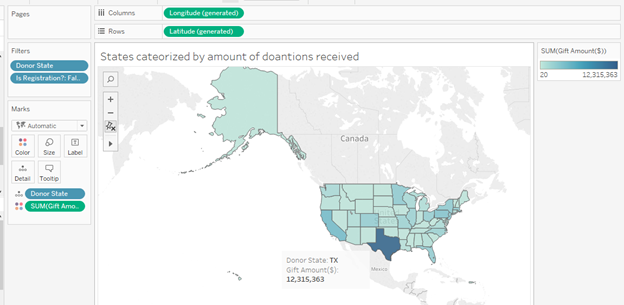 Pages
Columns
Longitude (generated)
Rows
Latitude (generated)
Filters
Donor State
Is Registration?: Fal..
Marks
Automatic
Color
Size
Label
Detail
Tooltip
Donor State
SUM(Gift Amo..
States cateorized by amount of doantions received
Canada
Mexico
Donor State: TX
Gift Amount($):
12,315,363
SUM(Gift Amount($))
20
12,315,363